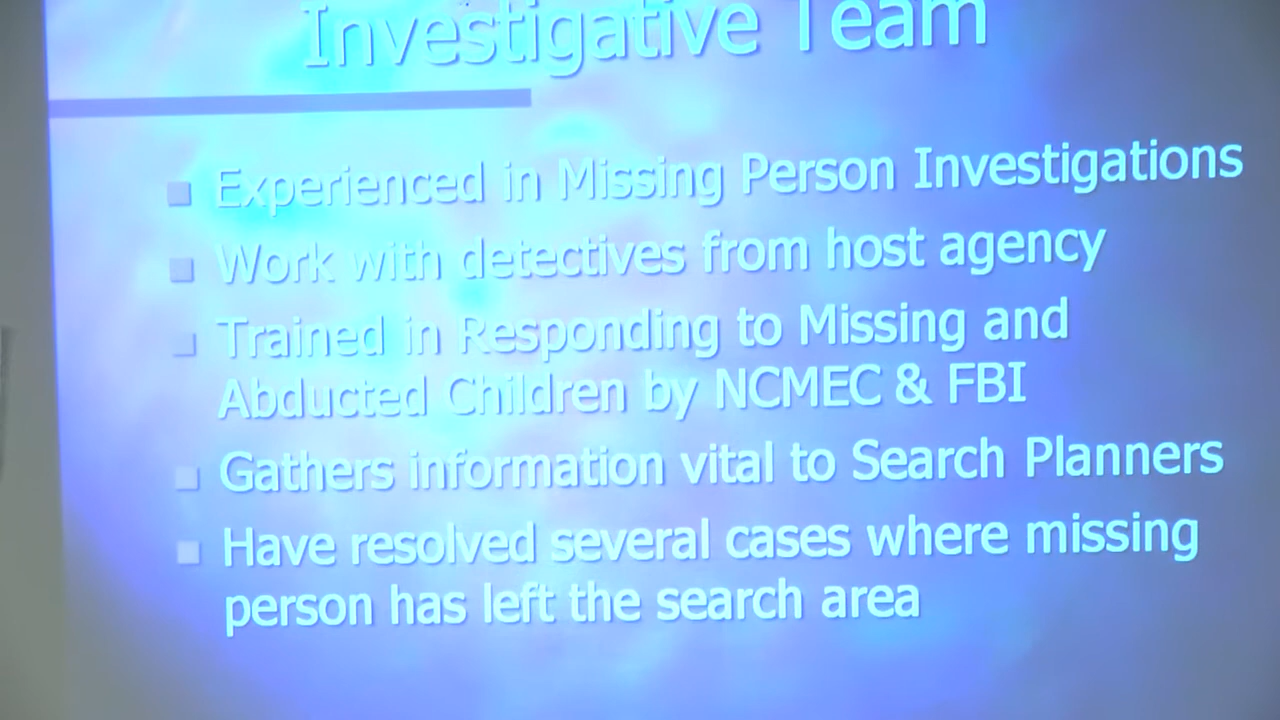 Investigative Team
Experienced in Missing Person Investigations
Work with detectives from host agency
Trained in Responding to Missing and
Abducted Children by NCMEC & FBI
Gathers information vital to Search Planners
Have resolved several cases where missing
person has left the search area